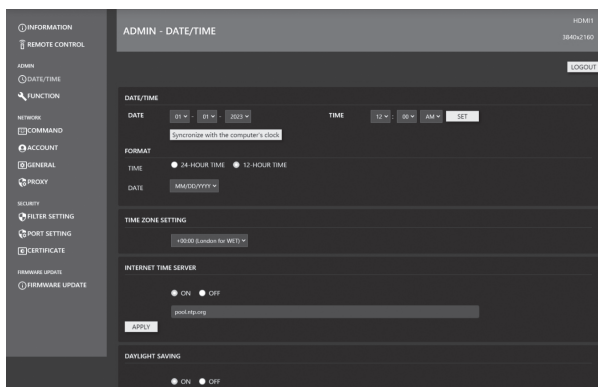 INFORMATION
REMOTE CONTROL
ADMIN
DATE/TIME
FUNCTION
NETWORK
COMMAND
ACCOUNT
GENERAL
PROXY
SECURITY
FILTER SETTING
PORT SETTING
CERTIFICATE
FIRMWARE UPDATE
FIRMWARE UPDATE
ADMIN - DATE/TIME
HDMI1
3840x2160
LOGOUT
DATE/TIME
DATE 01 - 01 - 2023 TIME 12 : 00 AM SET
Syncronize with the computer's clock
FORMAT
TIME 24-HOUR TIME 12-HOUR TIME
DATE MM/DD/YYYY
TIME ZONE SETTING
+00:00 (London for WET)
INTERNET TIME SERVER
ON OFF
pool.ntp.org
APPLY
DAYLIGHT SAVING
ON OFF